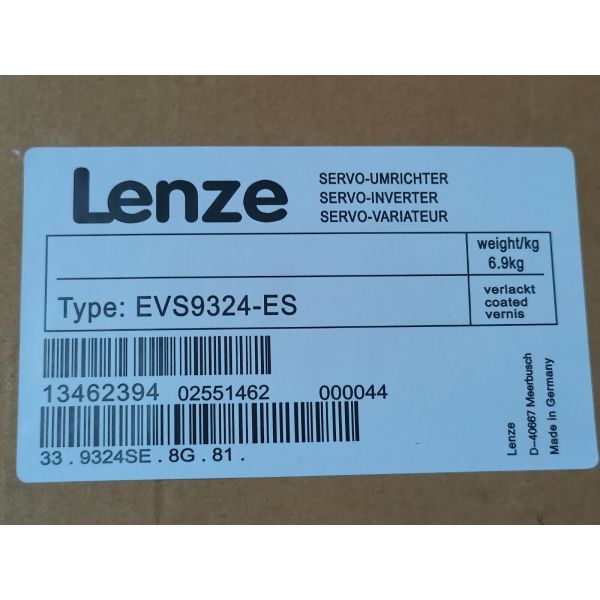 Lenze
SERVO-UMRICHTER
SERVO-INVERTER
SERVO-VARIATEUR
weight/kg
6.9kg
Type: EVS9324-ES
verlackt
coated
vernis
13462394 02551462 000044
33 . 9324SE . 8G . 81 .
Lenze
D-40667 Meerbusch
Made in Germany